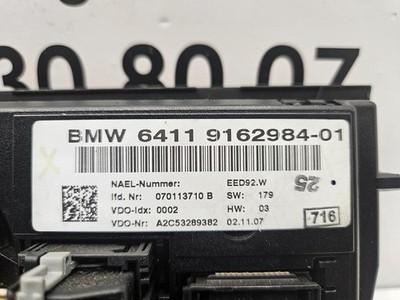 30.80.07
BMW 6411 9162984-01
NAEL-Nummer: EED92.W 25
lfd. Nr: 070113710 B SW: 179
VDO-Idx: 0002 HW: 03
VDO-Nr: A2C53289382 02.11.07
716